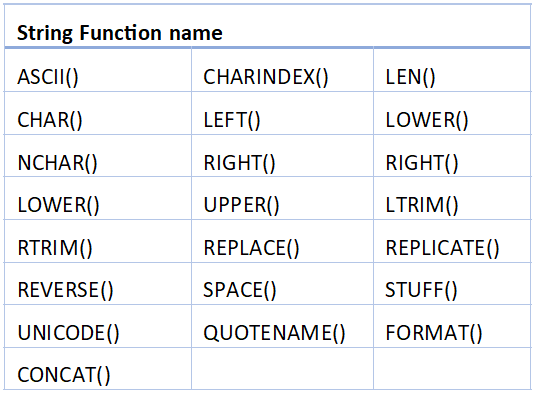 String Function name
ASCII() CHARINDEX() LEN()
CHAR() LEFT() LOWER()
NCHAR() RIGHT() RIGHT()
LOWER() UPPER() LTRIM()
RTRIM() REPLACE() REPLICATE()
REVERSE() SPACE() STUFF()
UNICODE() QUOTENAME() FORMAT()
CONCAT()